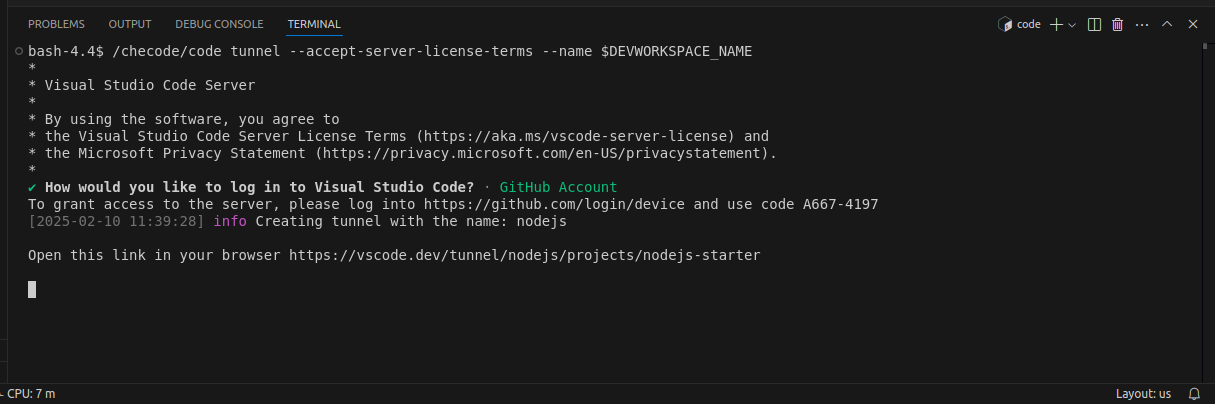 PROBLEMS OUTPUT DEBUG CONSOLE TERMINAL code
bash-4.4$ /checode/code tunnel --accept-server-license-terms --name $DEVWORKSPACE_NAME
*
* Visual Studio Code Server
*
* By using the software, you agree to
* the Visual Studio Code Server License Terms (https://aka.ms/vscode-server-license) and
* the Microsoft Privacy Statement (https://privacy.microsoft.com/en-US/privacystatement).
*
✔ How would you like to log in to Visual Studio Code? · GitHub Account
To grant access to the server, please log into https://github.com/login/device and use code A667-4197
[2025-02-10 11:39:28] info Creating tunnel with the name: nodejs
Open this link in your browser https://vscode.dev/tunnel/nodejs/projects/nodejs-starter
CPU: 7 m Layout: us